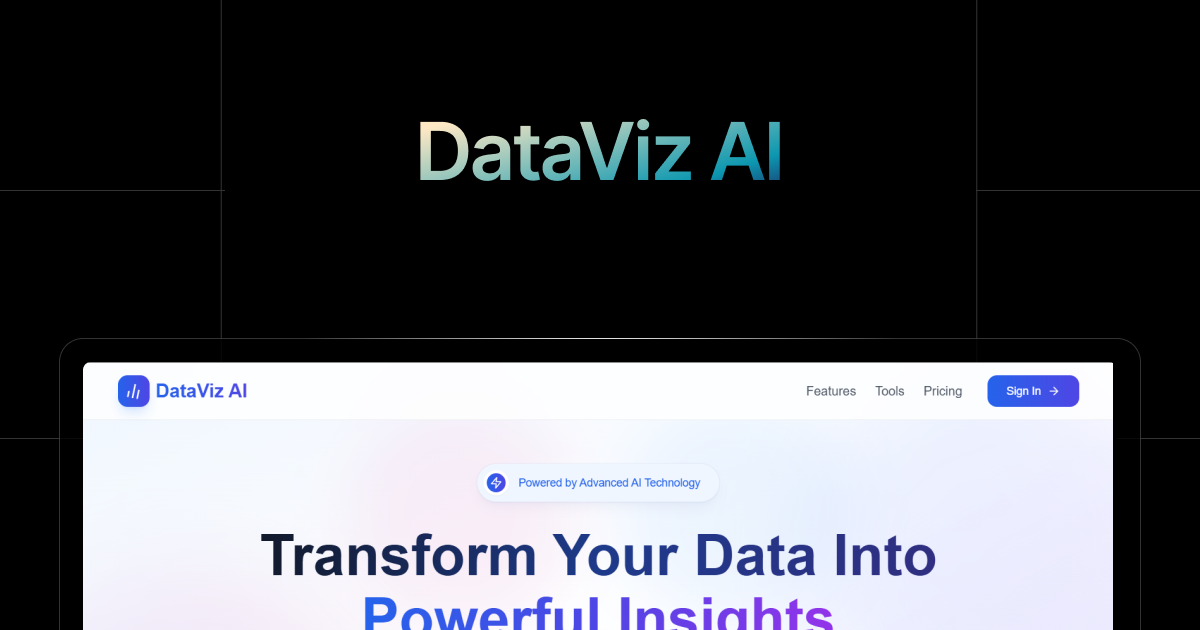 DataViz AI
DataViz AI
Features Tools Pricing Sign In
Powered by Advanced AI Technology
Transform Your Data Into
Powerful Insights